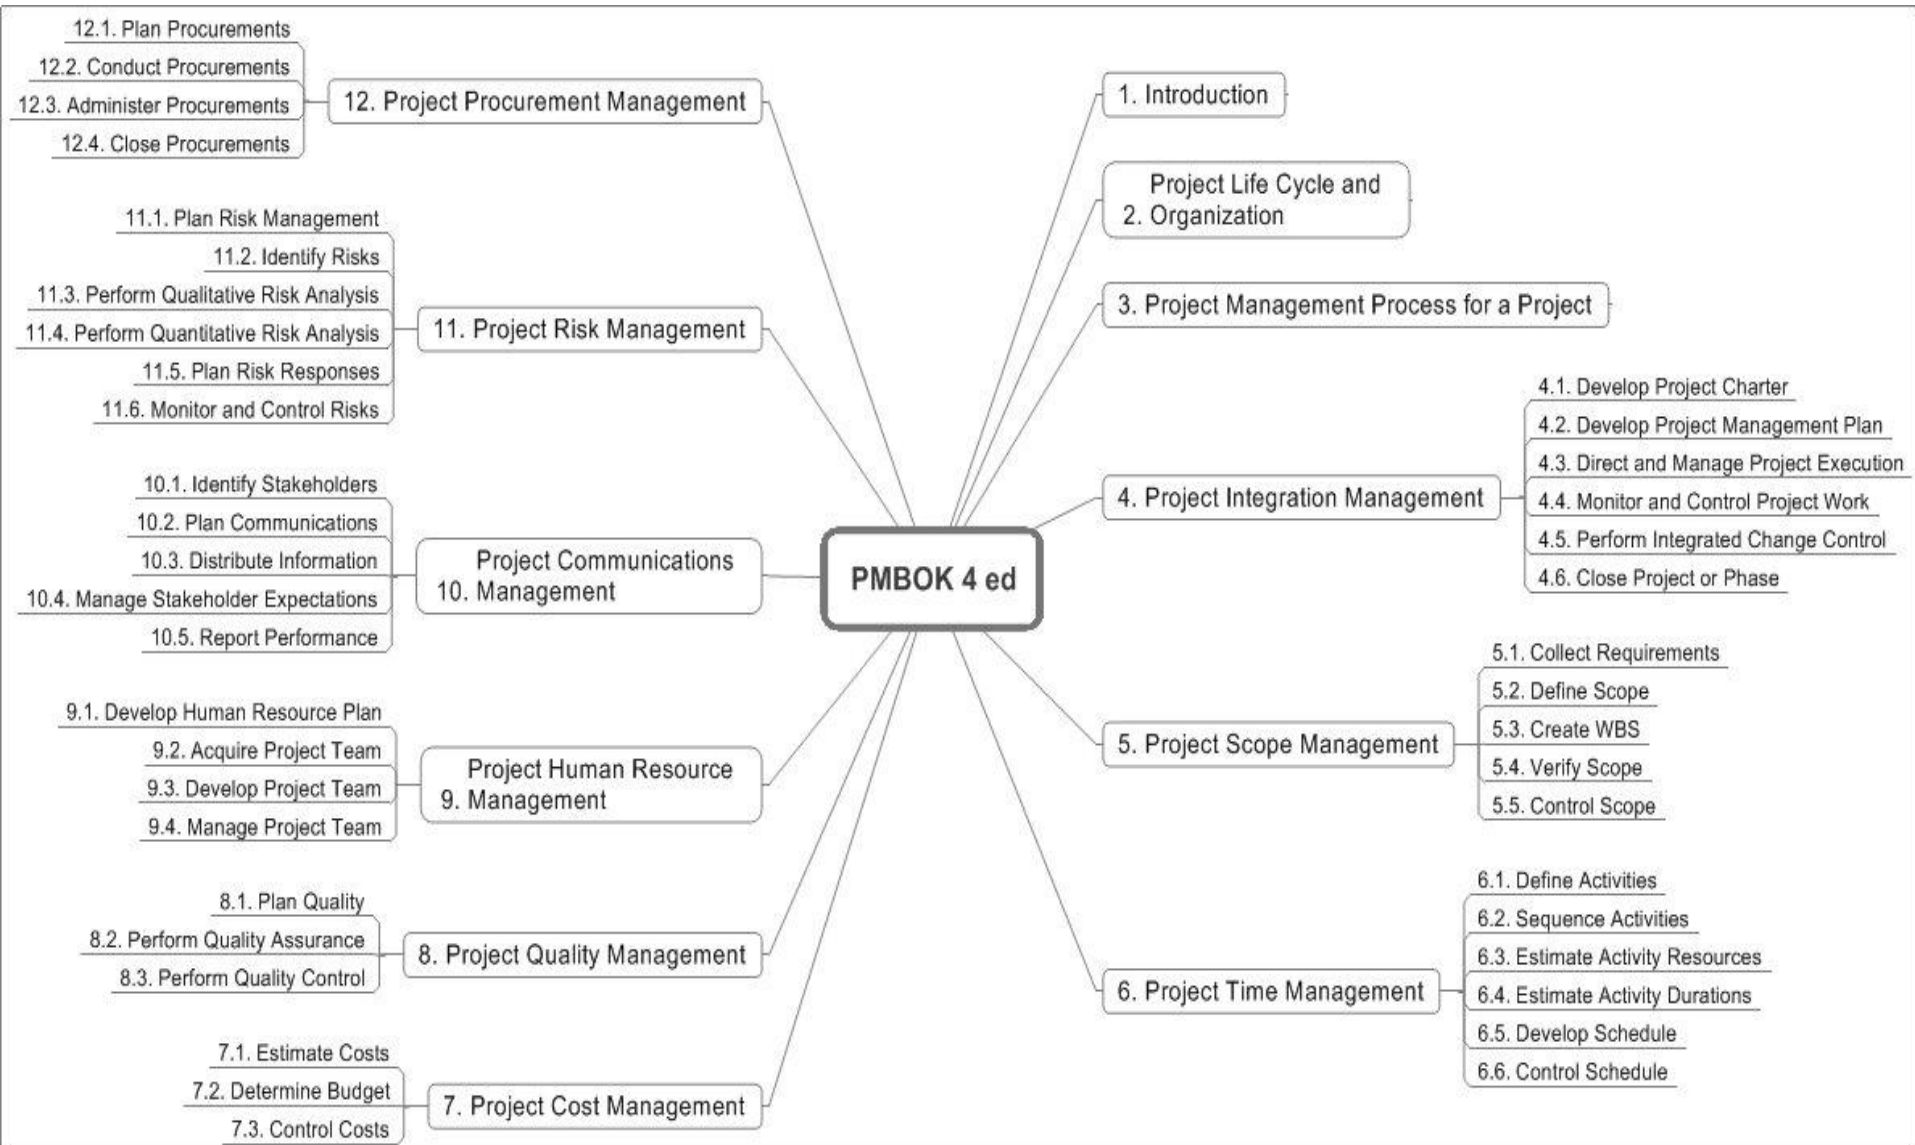 PMBOK 4 ed
1. Introduction
Project Life Cycle and
2. Organization
3. Project Management Process for a Project
4. Project Integration Management
4.1. Develop Project Charter
4.2. Develop Project Management Plan
4.3. Direct and Manage Project Execution
4.4. Monitor and Control Project Work
4.5. Perform Integrated Change Control
4.6. Close Project or Phase
5. Project Scope Management
5.1. Collect Requirements
5.2. Define Scope
5.3. Create WBS
5.4. Verify Scope
5.5. Control Scope
6. Project Time Management
6.1. Define Activities
6.2. Sequence Activities
6.3. Estimate Activity Resources
6.4. Estimate Activity Durations
6.5. Develop Schedule
6.6. Control Schedule
7. Project Cost Management
7.1. Estimate Costs
7.2. Determine Budget
7.3. Control Costs
8. Project Quality Management
8.1. Plan Quality
8.2. Perform Quality Assurance
8.3. Perform Quality Control
Project Human Resource
9. Management
9.1. Develop Human Resource Plan
9.2. Acquire Project Team
9.3. Develop Project Team
9.4. Manage Project Team
Project Communications
10. Management
10.1. Identify Stakeholders
10.2. Plan Communications
10.3. Distribute Information
10.4. Manage Stakeholder Expectations
10.5. Report Performance
11. Project Risk Management
11.1. Plan Risk Management
11.2. Identify Risks
11.3. Perform Qualitative Risk Analysis
11.4. Perform Quantitative Risk Analysis
11.5. Plan Risk Responses
11.6. Monitor and Control Risks
12. Project Procurement Management
12.1. Plan Procurements
12.2. Conduct Procurements
12.3. Administer Procurements
12.4. Close Procurements